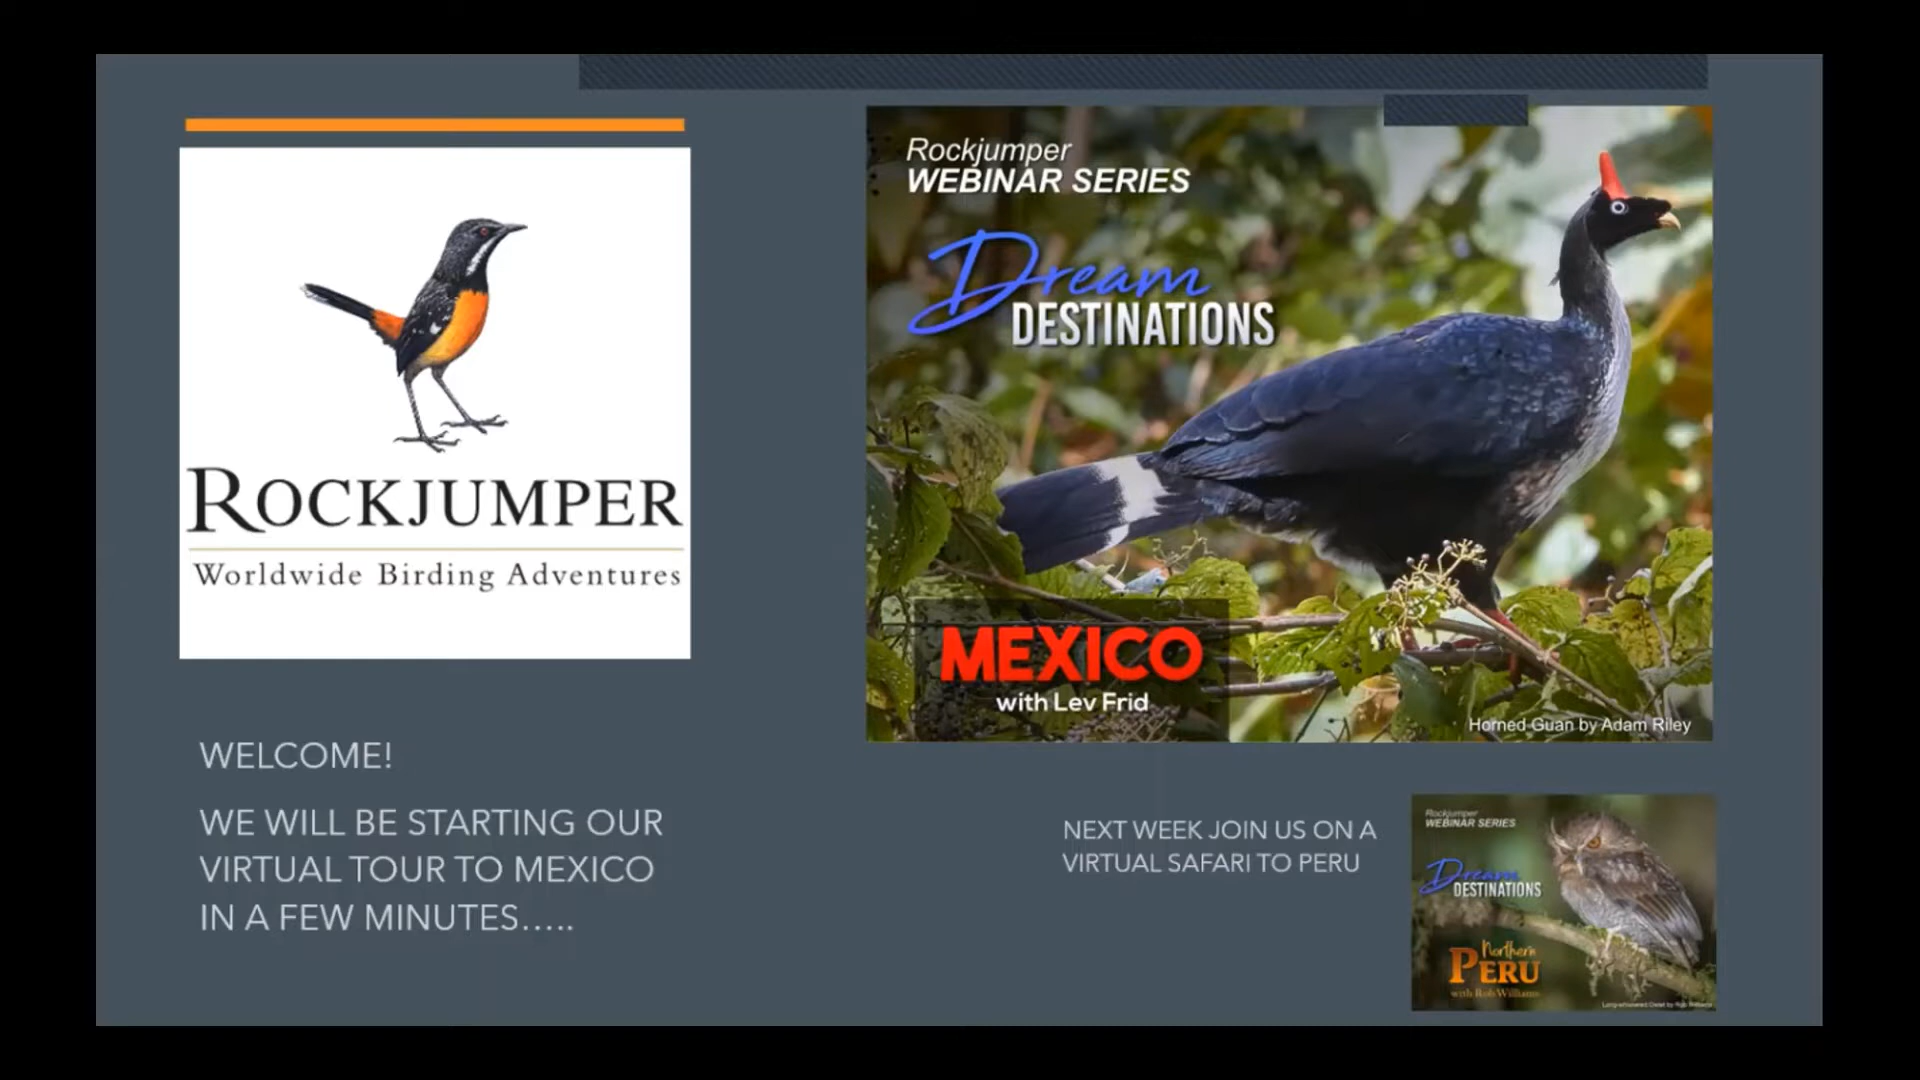 ROCKJUMPER
Worldwide Birding Adventures
WELCOME!
WE WILL BE STARTING OUR
VIRTUAL TOUR TO MEXICO
IN A FEW MINUTES.....
Rockjumper
WEBINAR SERIES
Dream
DESTINATIONS
MEXICO
with Lev Frid
Horned Guan by Adam Riley
NEXT WEEK JOIN US ON A
VIRTUAL SAFARI TO PERU
Rockjumper
WEBINAR SERIES
Dream
DESTINATIONS
Northern
PERU
with Rob Williams